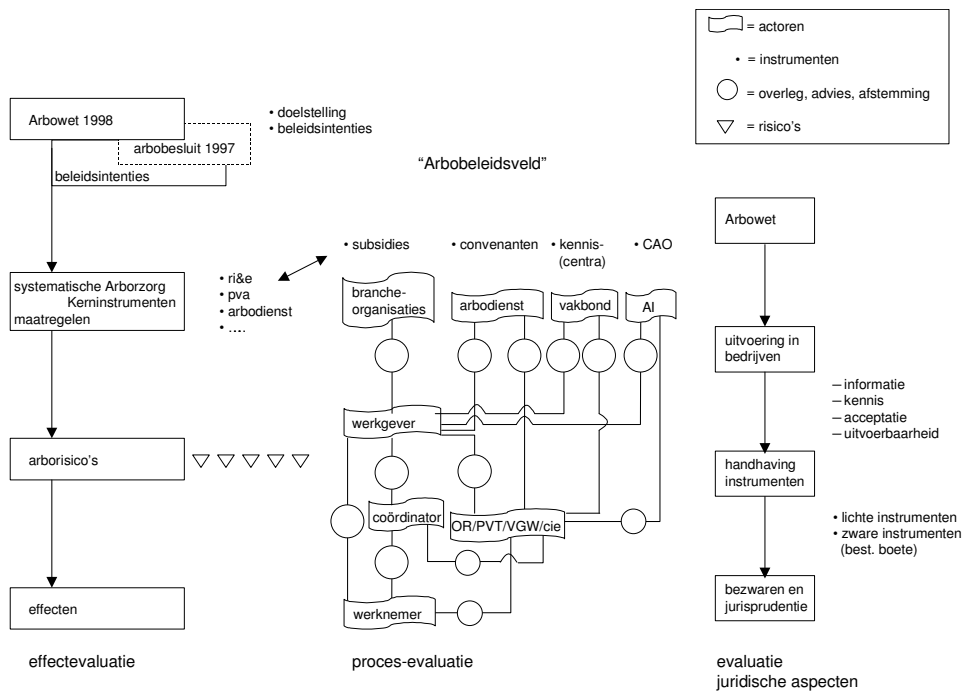 = actoren
• = instrumenten
= overleg, advies, afstemming
= risico's
Arbowet 1998
arbobesluit 1997
beleidsintenties
• doelstelling
• beleidsintenties
"Arbobeleidsveld"
systematische Arborzorg
Kerninstrumenten
maatregelen
• ri&e
• pva
• arbodienst
• ....
arborisico's
effecten
effectevaluatie
• subsidies
• convenanten
• kennis-
(centra)
• CAO
branche-
organisaties
arbodienst
vakbond
AI
werkgever
coördinator
OR/PVT/VGW/cie
werknemer
proces-evaluatie
Arbowet
uitvoering in
bedrijven
– informatie
– kennis
– acceptatie
– uitvoerbaarheid
handhaving
instrumenten
• lichte instrumenten
• zware instrumenten
(best. boete)
bezwaren en
jurisprudentie
evaluatie
juridische aspecten